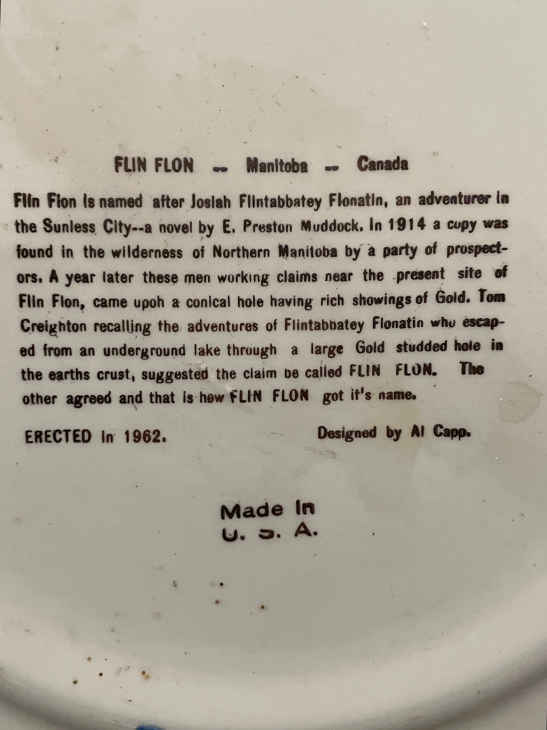 FLIN FLON -- Manitoba -- Canada
Flin Flon is named after Josiah Flintabbatey Flonatin, an adventurer in
the Sunless City--a novel by E. Preston Muddock. In 1914 a copy was
found in the wilderness of Northern Manitoba by a party of prospect-
ors. A year later these men working claims near the present site of
Flin Flon, came upoh a conical hole having rich showings of Gold. Tom
Creighton recalling the adventures of Flintabbatey Flonatin who escap-
ed from an underground lake through a large Gold studded hole in
the earths crust, suggested the claim be called FLIN FLON. The
other agreed and that is how FLIN FLON got it's name.
ERECTED in 1962. Designed by Al Capp.
Made In
U. S. A.